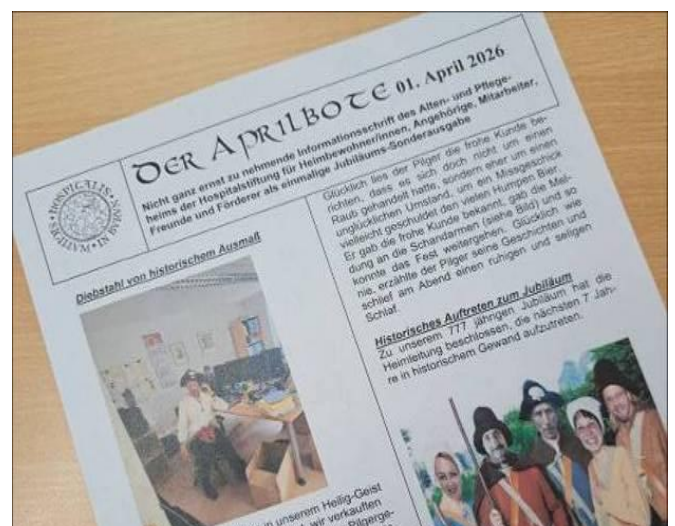 DER APRILBOTE 01. April 2026
Nicht ganz ernst zu nehmende Informationsschrift des Alten- und Pflege-
heims der Hospitalstiftung für Heimbewohner/innen, Angehörige, Mitarbeiter,
Freunde und Förderer als einmalige Jubiläums-Sonderausgabe
Diebstahl von historischem Ausmaß
in unserem Heilig-Geist
wir verkauften
Pilgerge-
Glücklich lies der Pilger die frohe Kunde be-
richten, dass es sich doch nicht um einen
Raub gehandelt hatte, sondern eher um einen
unglücklichen Umstand, um ein Missgeschick
vielleicht geschuldet den vielen Humpen Bier.
Er gab die frohe Kunde bekannt, gab die Mel-
dung an die Schandarmen (siehe Bild) und so
konnte das Fest weitergehen. Glücklich wie
nie, erzählte der Pilger seine Geschichten und
schlief am Abend einen ruhigen und seligen
Schlaf.
Historisches Auftreten zum Jubiläum
Zu unserem 777 jährigen Jubiläum hat die
Heimleitung beschlossen, die nächsten 7 Jah-
re in historischem Gewand aufzutreten.